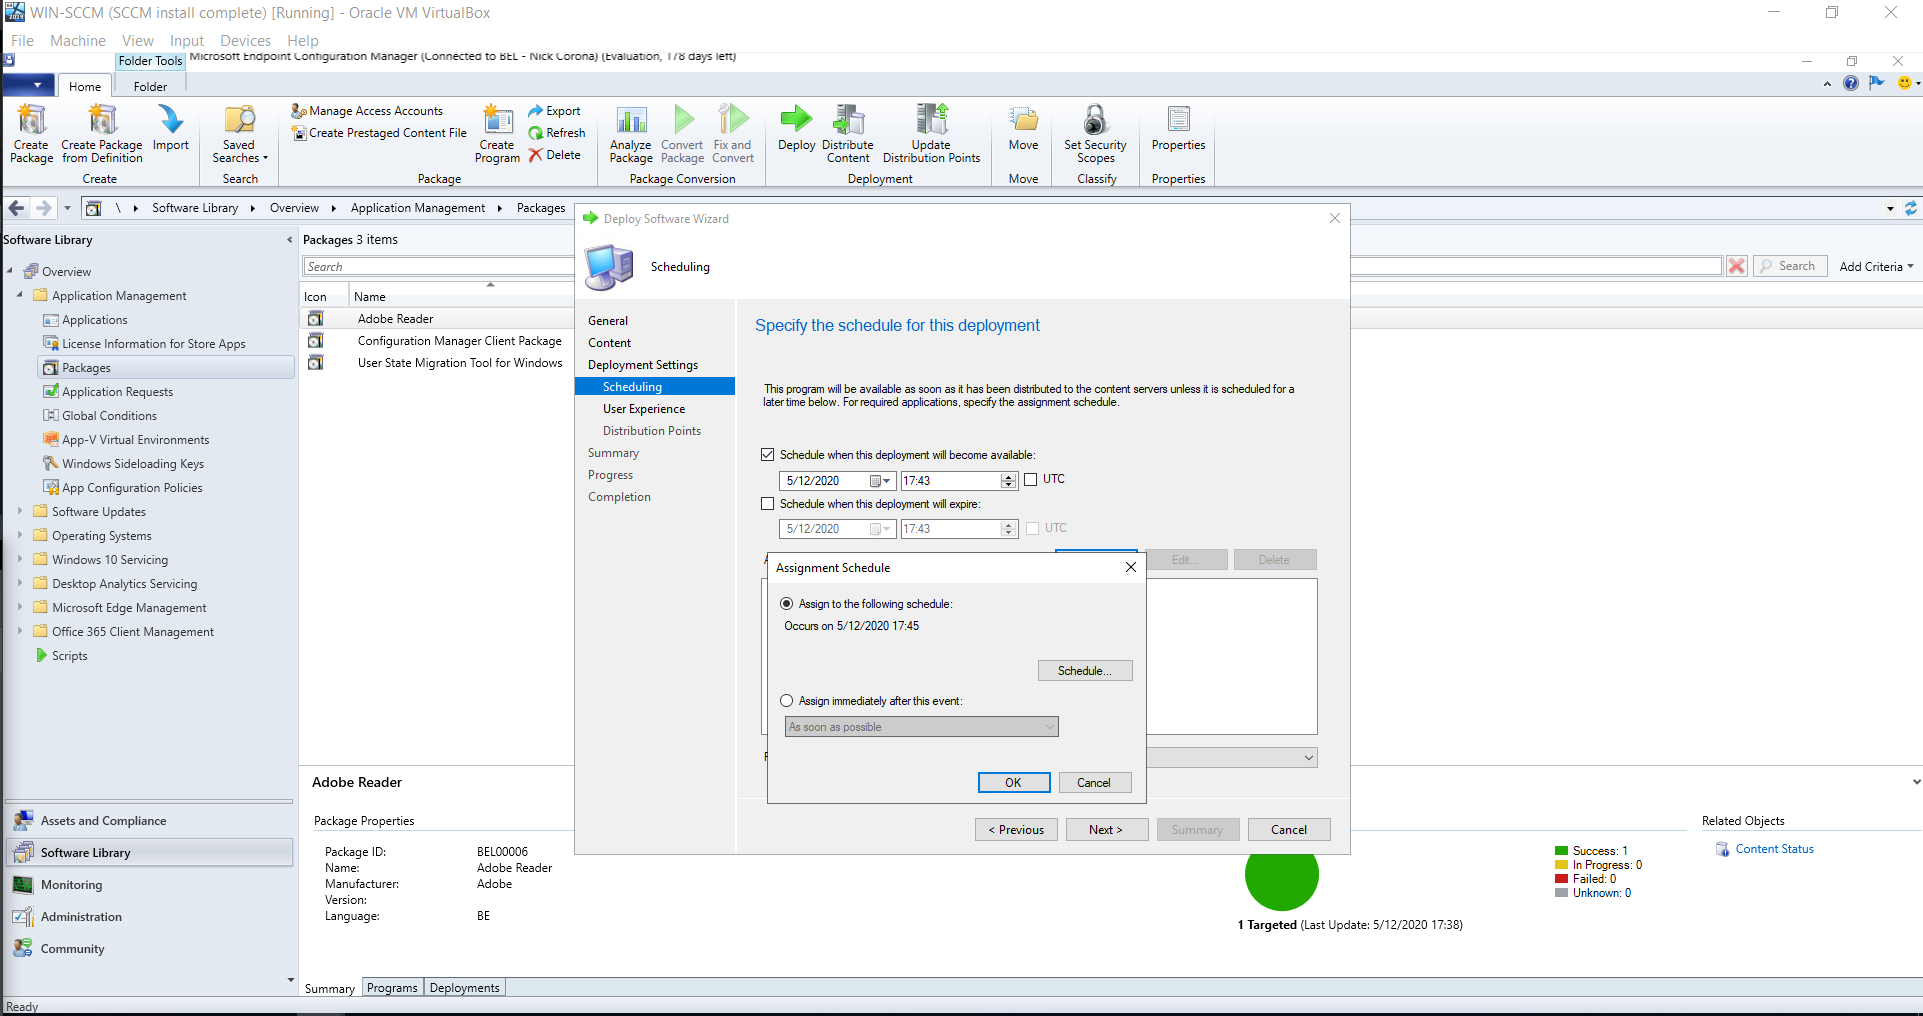 WIN-SCCM (SCCM install complete) [Running] - Oracle VM VirtualBox
File Machine View Input Devices Help
Folder Tools Microsoft Endpoint Configuration Manager (Connected to BEL - Nick Corona) (Evaluation, 178 days left)
Home Folder
Create Package
Create Package from Definition
Import
Create
Saved Searches
Search
Manage Access Accounts
Create Prestaged Content File
Create Program
Export
Refresh
Delete
Package
Analyze Package
Convert Package
Fix and Convert
Package Conversion
Deploy
Distribute Content
Update Distribution Points
Deployment
Move
Move
Set Security Scopes
Classify
Properties
Properties
\ Software Library Overview Application Management Packages
Software Library
Overview
Application Management
Applications
License Information for Store Apps
Packages
Application Requests
Global Conditions
App-V Virtual Environments
Windows Sideloading Keys
App Configuration Policies
Software Updates
Operating Systems
Windows 10 Servicing
Desktop Analytics Servicing
Microsoft Edge Management
Office 365 Client Management
Scripts
Assets and Compliance
Software Library
Monitoring
Administration
Community
Packages 3 items
Search
Search Add Criteria
Icon Name
Adobe Reader
Configuration Manager Client Package
User State Migration Tool for Windows
Deploy Software Wizard
Scheduling
General
Content
Deployment Settings
Scheduling
User Experience
Distribution Points
Summary
Progress
Completion
Specify the schedule for this deployment
This program will be available as soon as it has been distributed to the content servers unless it is scheduled for a
later time below. For required applications, specify the assignment schedule.
Schedule when this deployment will become available:
5/12/2020 17:43 UTC
Schedule when this deployment will expire:
5/12/2020 17:43 UTC
Edit... Delete
Assignment Schedule
Assign to the following schedule:
Occurs on 5/12/2020 17:45
Schedule...
Assign immediately after this event:
As soon as possible
OK Cancel
< Previous Next > Summary Cancel
Adobe Reader
Package Properties
Package ID: BEL00006
Name: Adobe Reader
Manufacturer: Adobe
Version:
Language: BE
Success: 1
In Progress: 0
Failed: 0
Unknown: 0
1 Targeted (Last Update: 5/12/2020 17:38)
Related Objects
Content Status
Summary Programs Deployments
Ready